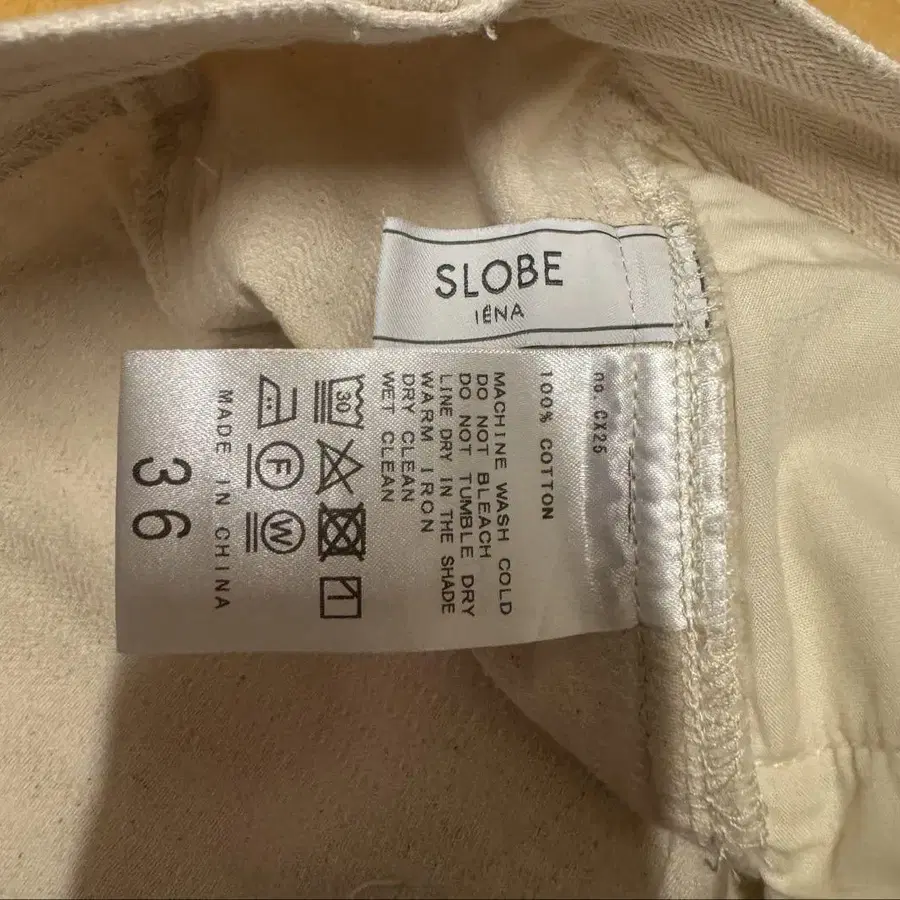 SLOBE
IÉNA
no. CX25
100% COTTON
MACHINE WASH COLD
DO NOT BLEACH
DO NOT TUMBLE DRY
LINE DRY IN THE SHADE
WARM IRON
DRY CLEAN
WET CLEAN
30
F
W
MADE IN CHINA
36